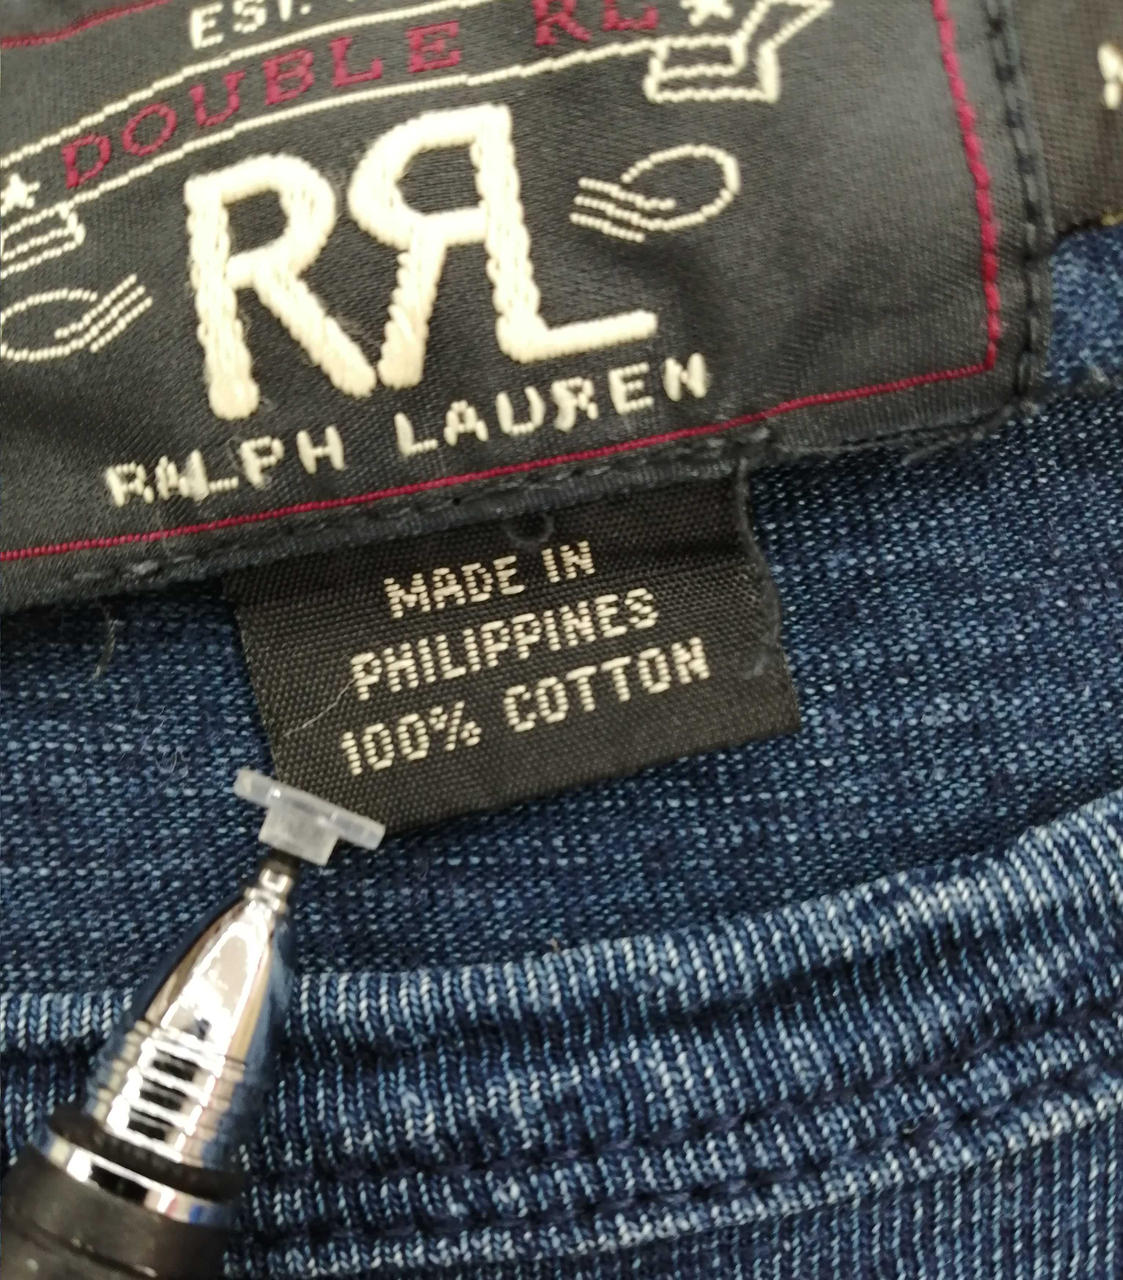 EST.
DOUBLE RL
RRL
RALPH LAUREN
MADE IN
PHILIPPINES
100% COTTON